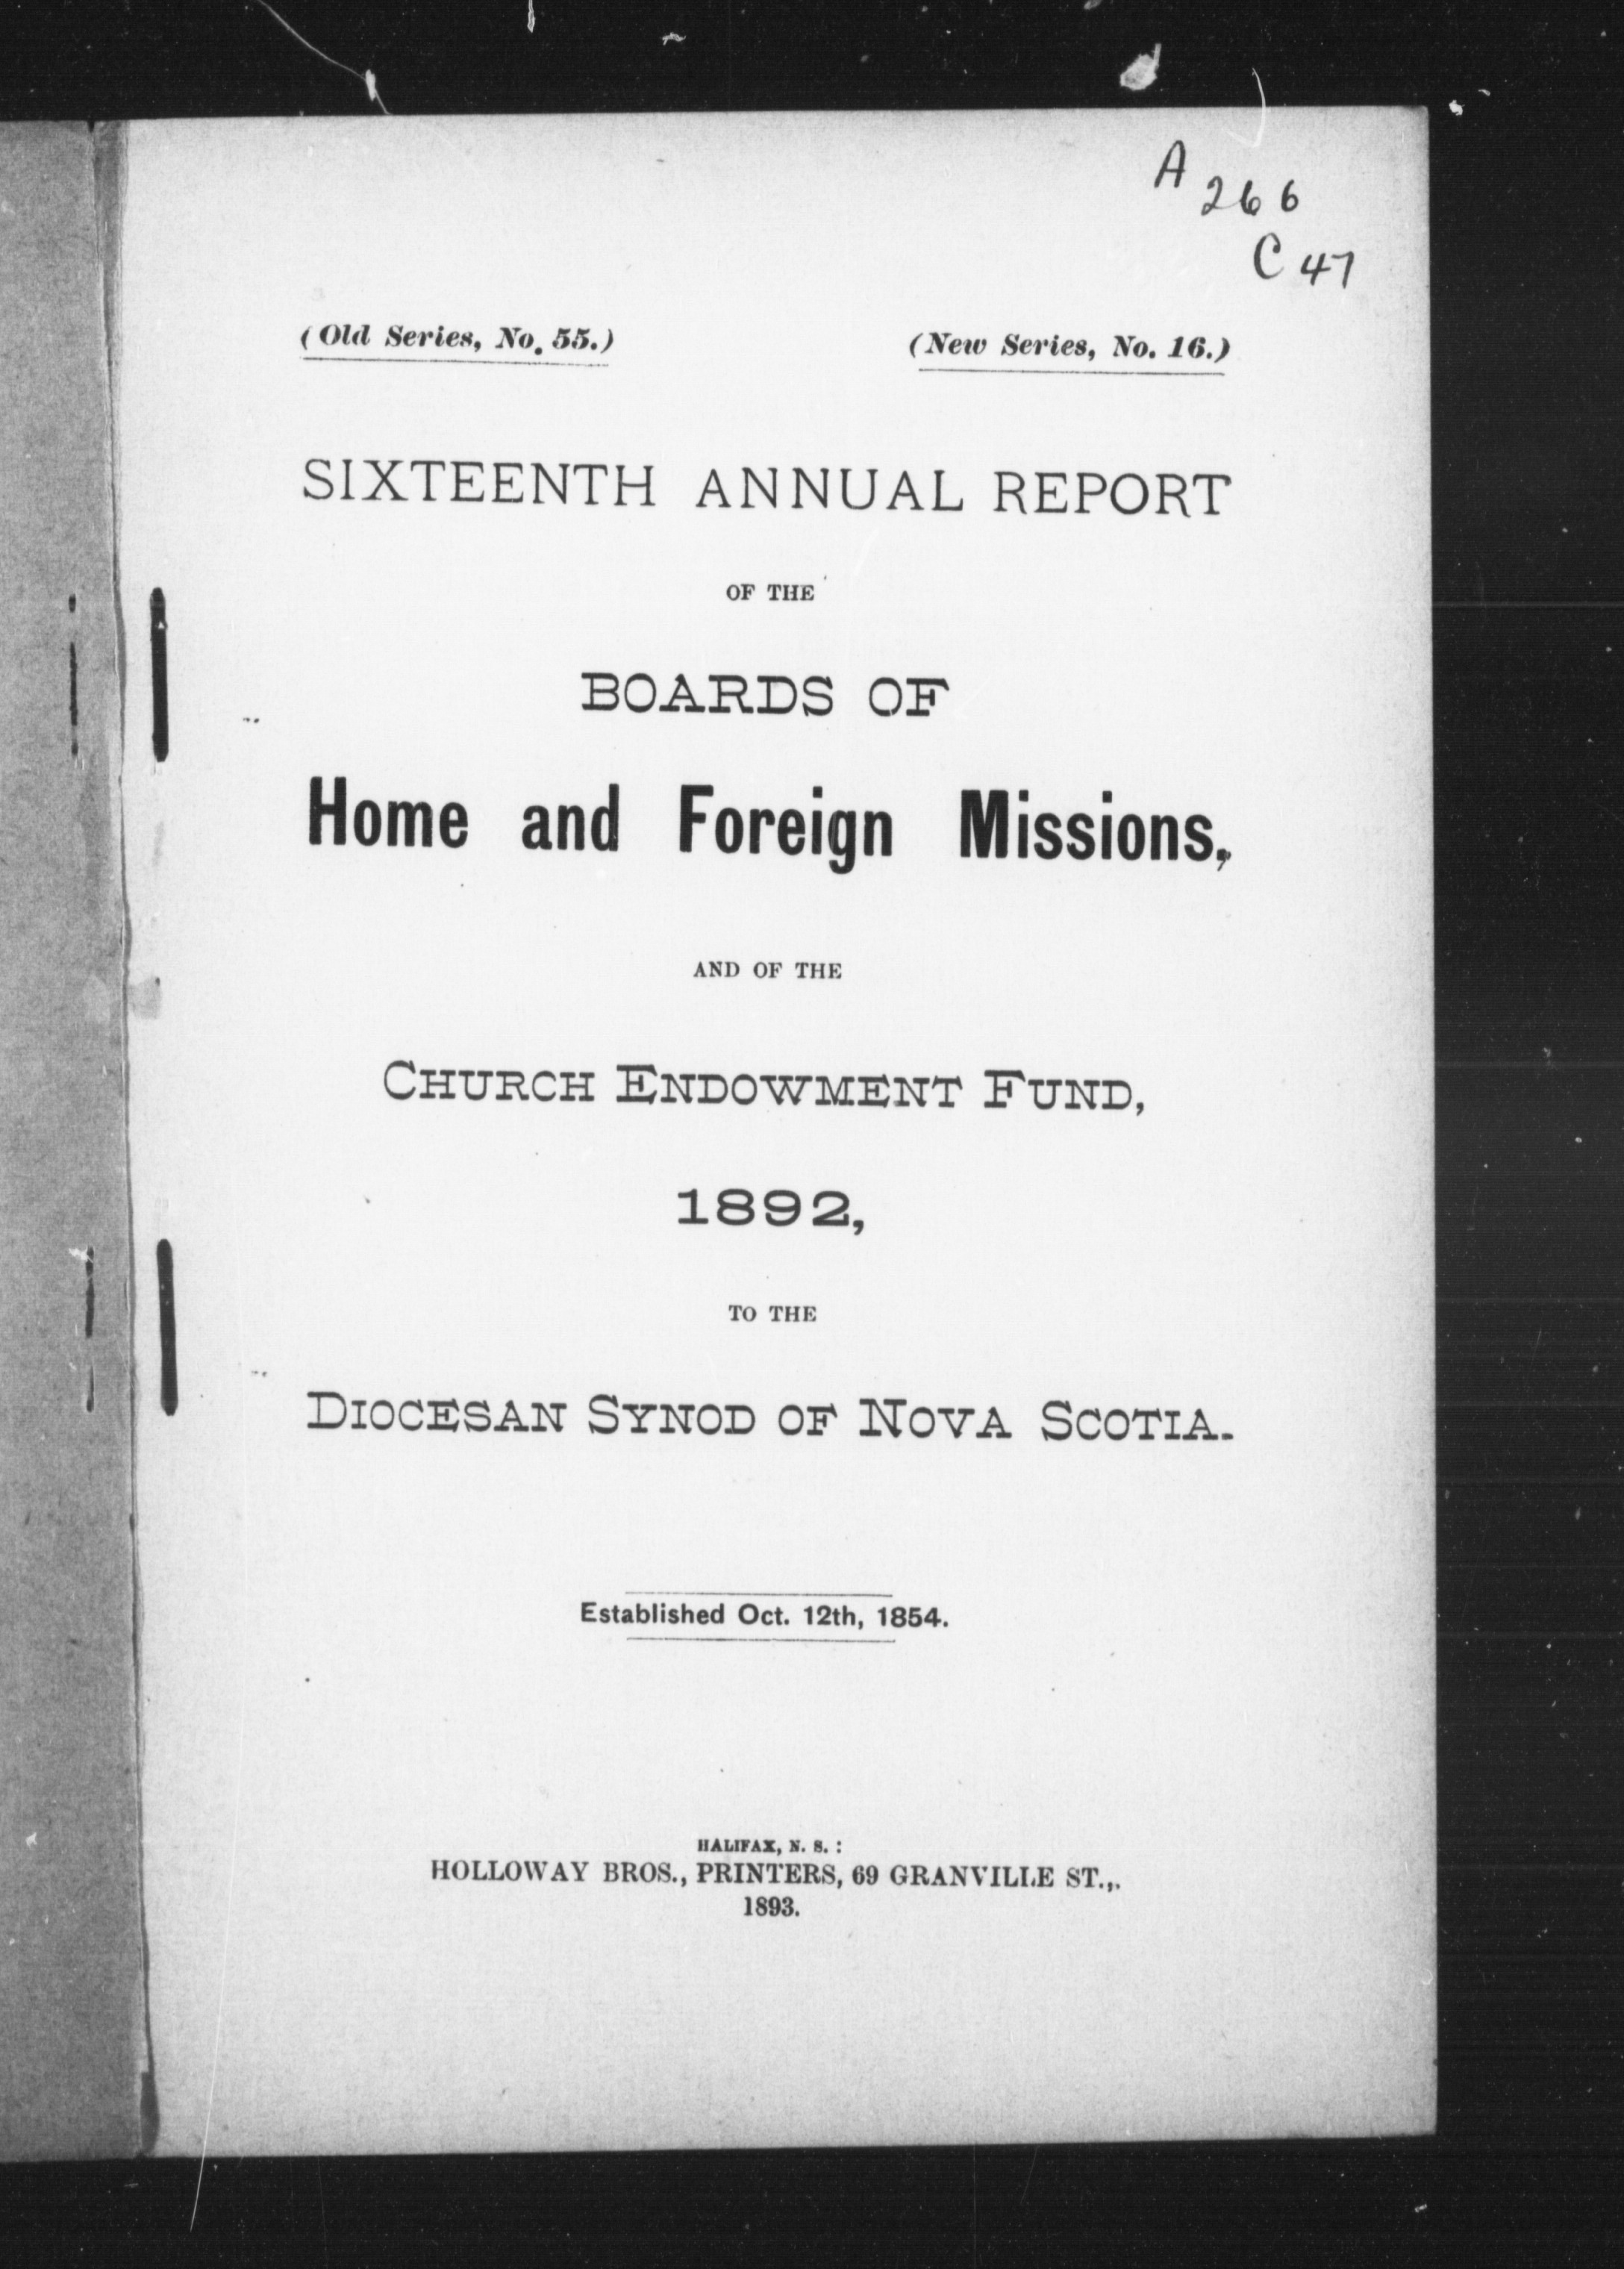 A
266
C 47
(Old Series, No. 55.) (New Series, No. 16.)
SIXTEENTH ANNUAL REPORT
OF THE
BOARDS OF
Home and Foreign Missions,
AND OF THE
CHURCH ENDOWMENT FUND,
1892,
TO THE
DIOCESAN SYNOD OF NOVA SCOTIA.
Established Oct. 12th, 1854.
HALIFAX, N. S. :
HOLLOWAY BROS., PRINTERS, 69 GRANVILLE ST.,.
1893.